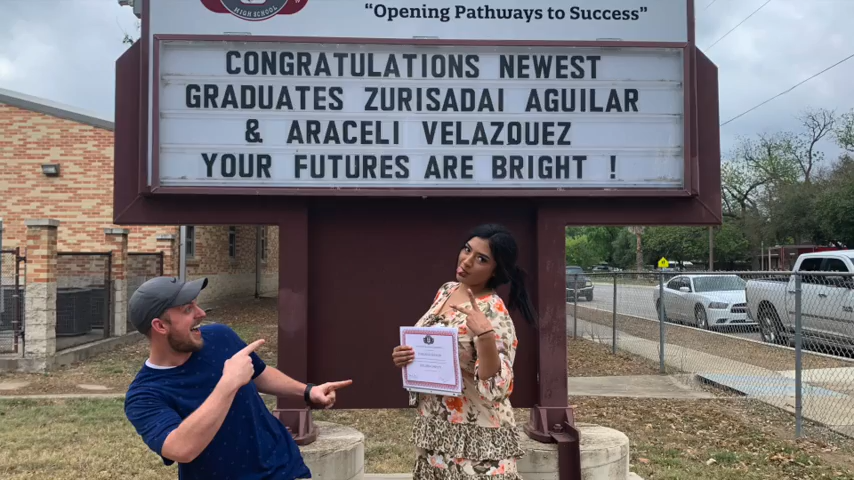 HIGH SCHOOL
"Opening Pathways to Success"
CONGRATULATIONS NEWEST
GRADUATES ZURISADAI AGUILAR
& ARACELI VELAZQUEZ
YOUR FUTURES ARE BRIGHT !